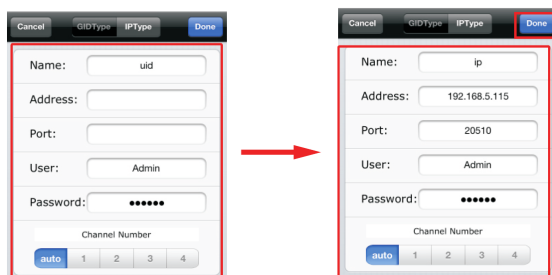 Cancel GIDType IPType Done
Name: uid
Address:
Port:
User: Admin
Password: ●●●●●●
Channel Number
auto 1 2 3 4
Cancel GIDType IPType Done
Name: ip
Address: 192.168.5.115
Port: 20510
User: Admin
Password: ●●●●●●
Channel Number
auto 1 2 3 4